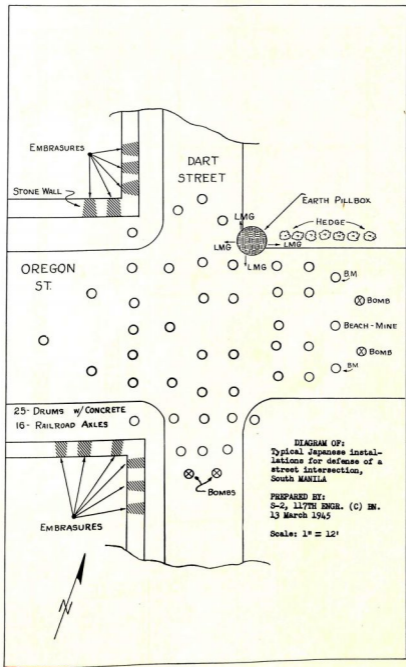 EMBRASURES
STONE WALL
DART
STREET
EARTH PILLBOX
HEDGE
LMG
LMG
LMG
LMG
OREGON
ST.
BM
BOMB
BEACH-MINE
BOMB
BM
25- DRUMS W/CONCRETE
16- RAILROAD AXLES
BOMBS
EMBRASURES
N
DIAGRAM OF:
Typical Japanese instal-
lations for defense of a
street intersection,
South MANILA
PREPARED BY:
S-2, 117TH ENGR. (C) BN.
13 March 1945
Scale: 1" = 12'